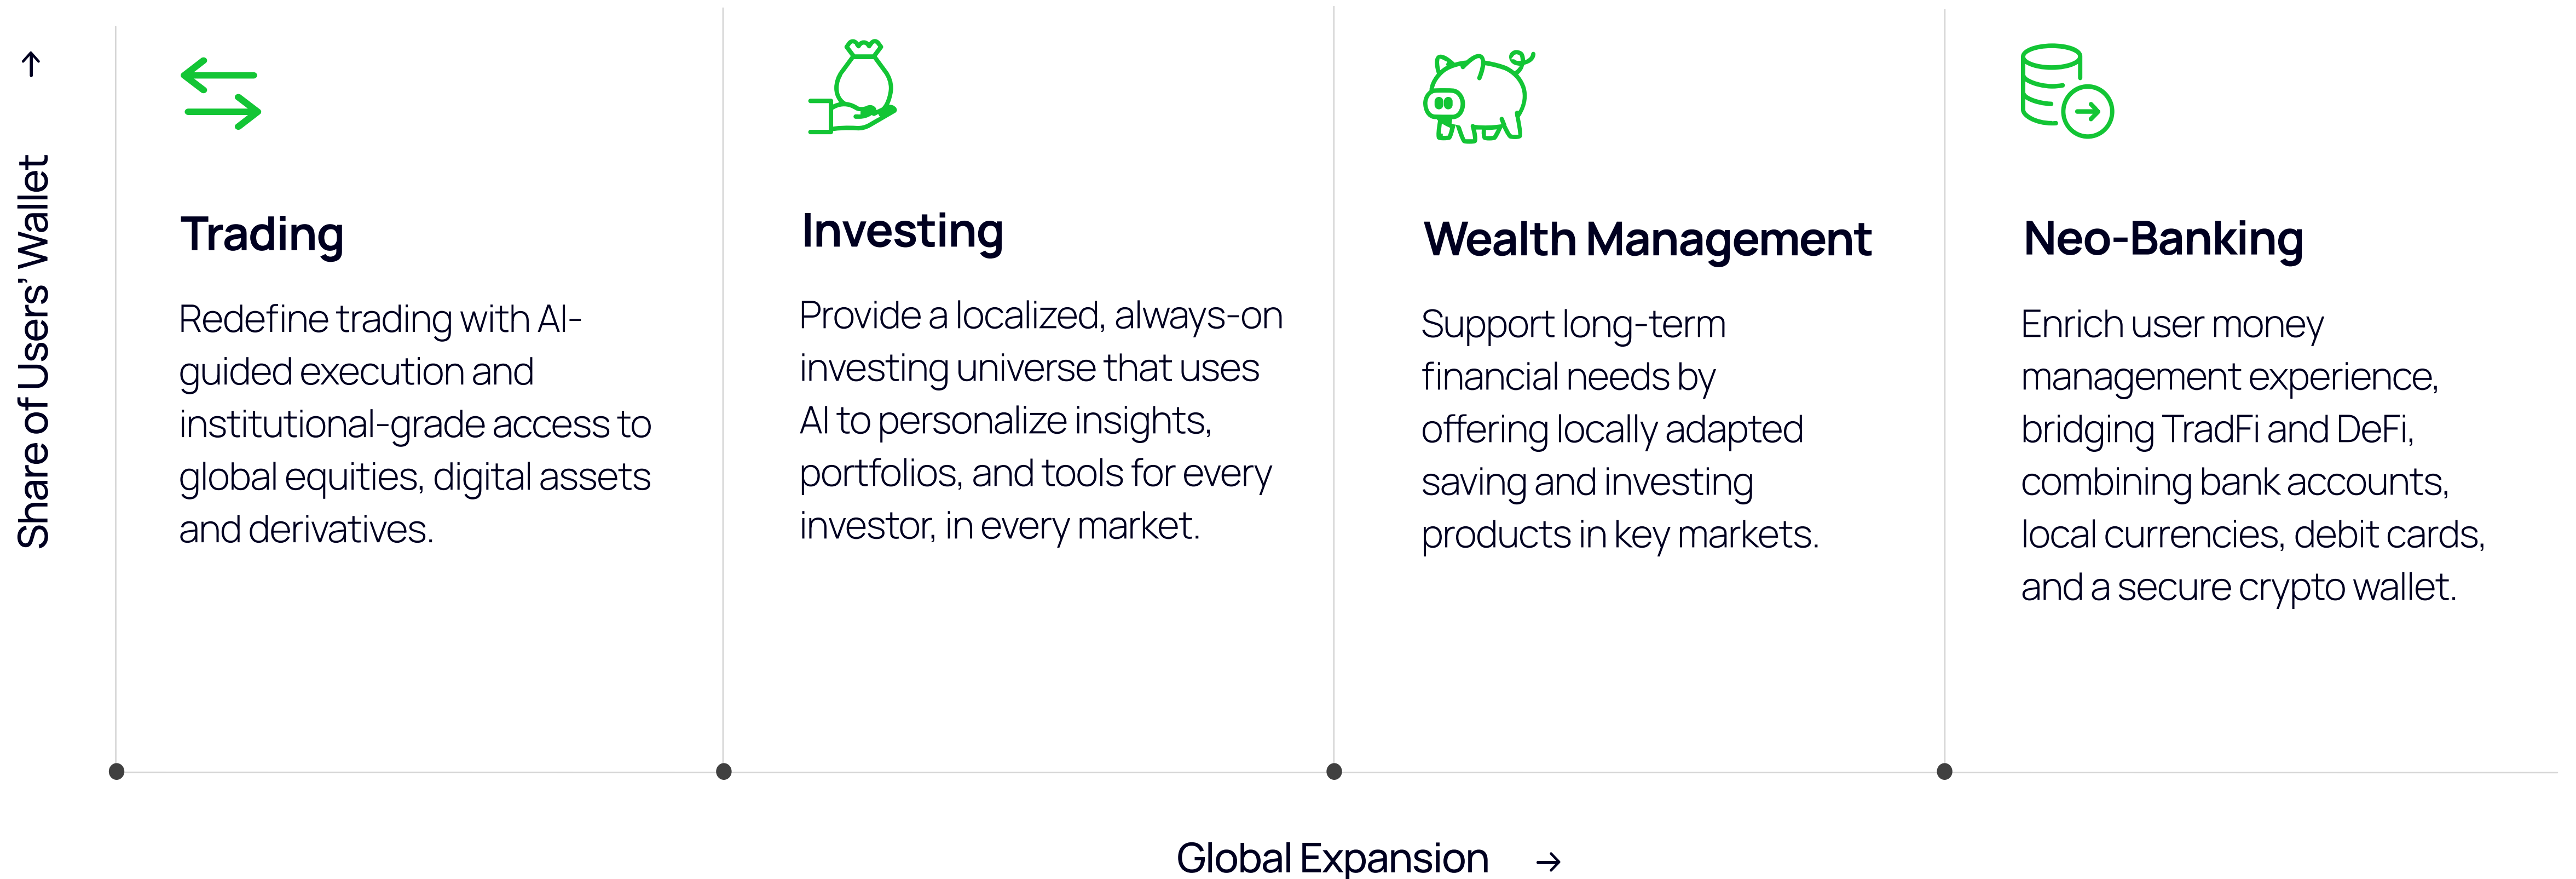 Share of Users' Wallet →
Trading
Redefine trading with AI-
guided execution and
institutional-grade access to
global equities, digital assets
and derivatives.
Investing
Provide a localized, always-on
investing universe that uses
AI to personalize insights,
portfolios, and tools for every
investor, in every market.
Wealth Management
Support long-term
financial needs by
offering locally adapted
saving and investing
products in key markets.
Neo-Banking
Enrich user money
management experience,
bridging TradFi and DeFi,
combining bank accounts,
local currencies, debit cards,
and a secure crypto wallet.
Global Expansion →